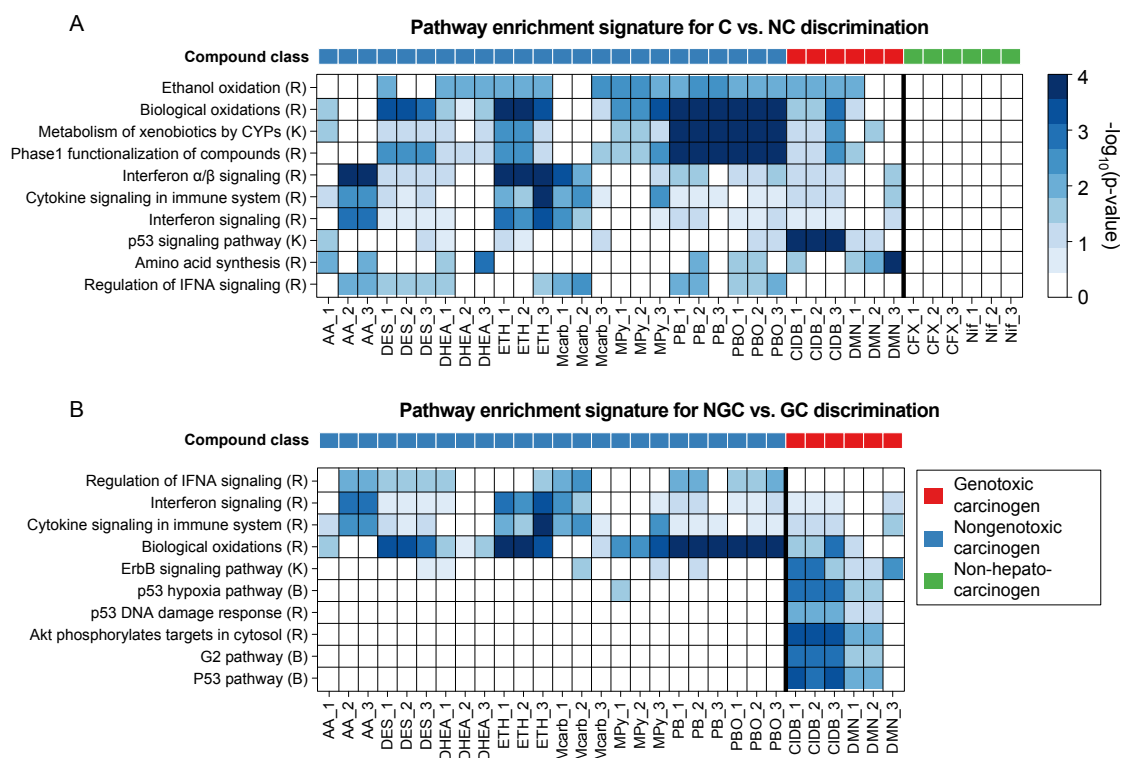 A
Pathway enrichment signature for C vs. NC discrimination
Compound class
Ethanol oxidation (R)
Biological oxidations (R)
Metabolism of xenobiotics by CYPs (K)
Phase1 functionalization of compounds (R)
Interferon α/β signaling (R)
Cytokine signaling in immune system (R)
Interferon signaling (R)
p53 signaling pathway (K)
Amino acid synthesis (R)
Regulation of IFNA signaling (R)
4
3
2
1
0
-log10(p-value)
AA_1
AA_2
AA_3
DES_1
DES_2
DES_3
DHEA_1
DHEA_2
DHEA_3
ETH_1
ETH_2
ETH_3
Mcarb_1
Mcarb_2
Mcarb_3
MPy_1
MPy_2
MPy_3
PB_1
PB_2
PB_3
PBO_1
PBO_2
PBO_3
CIDB_1
CIDB_2
CIDB_3
DMN_1
DMN_2
DMN_3
CFX_1
CFX_2
CFX_3
Nif_1
Nif_2
Nif_3
B
Pathway enrichment signature for NGC vs. GC discrimination
Compound class
Regulation of IFNA signaling (R)
Interferon signaling (R)
Cytokine signaling in immune system (R)
Biological oxidations (R)
ErbB signaling pathway (K)
p53 hypoxia pathway (B)
p53 DNA damage response (R)
Akt phosphorylates targets in cytosol (R)
G2 pathway (B)
P53 pathway (B)
Genotoxic
carcinogen
Nongenotoxic
carcinogen
Non-hepato-
carcinogen
AA_1
AA_2
AA_3
DES_1
DES_2
DES_3
DHEA_1
DHEA_2
DHEA_3
ETH_1
ETH_2
ETH_3
Mcarb_1
Mcarb_2
Mcarb_3
MPy_1
MPy_2
MPy_3
PB_1
PB_2
PB_3
PBO_1
PBO_2
PBO_3
CIDB_1
CIDB_2
CIDB_3
DMN_1
DMN_2
DMN_3